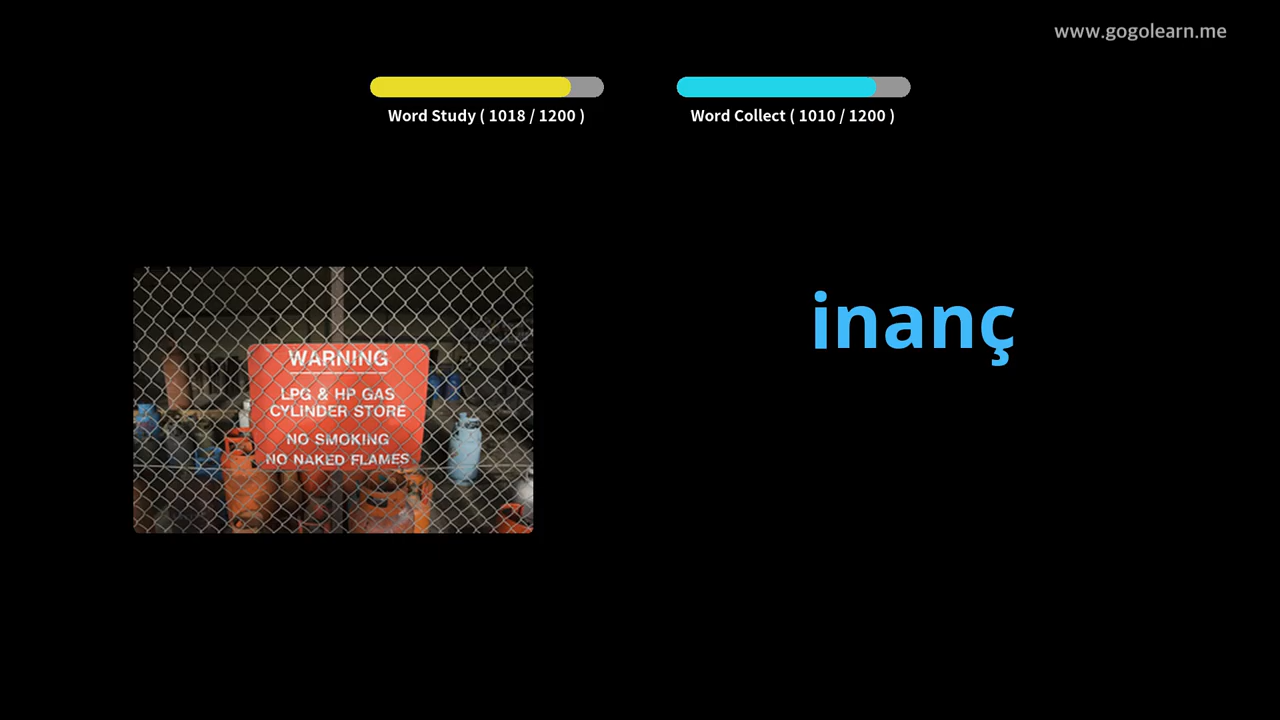 www.gogolearn.me
Word Study ( 1018 / 1200 )
Word Collect ( 1010 / 1200 )
WARNING
LPG & HP GAS
CYLINDER STORE
NO SMOKING
NO NAKED FLAMES
inanç